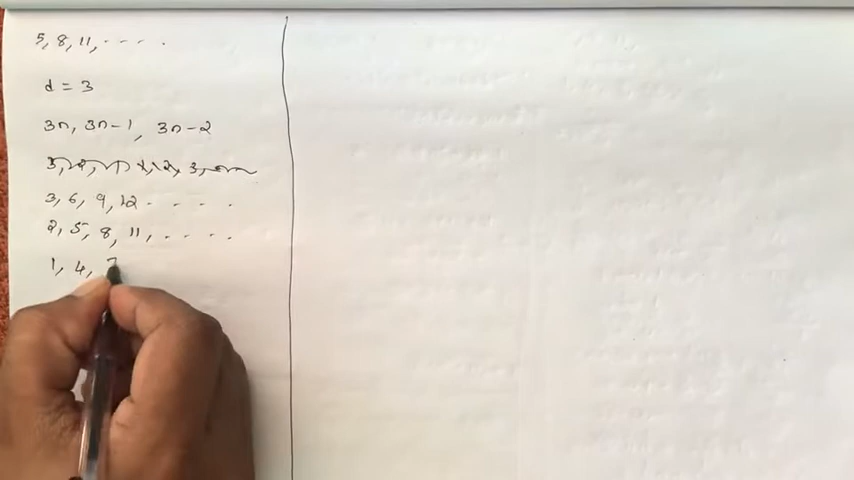 5, 8, 11, - - - .
d = 3
3n, 3n-1, 3n-2
3, 6, 9, 12 - - - - .
2, 5, 8, 11, - - - - .
1, 4, 7